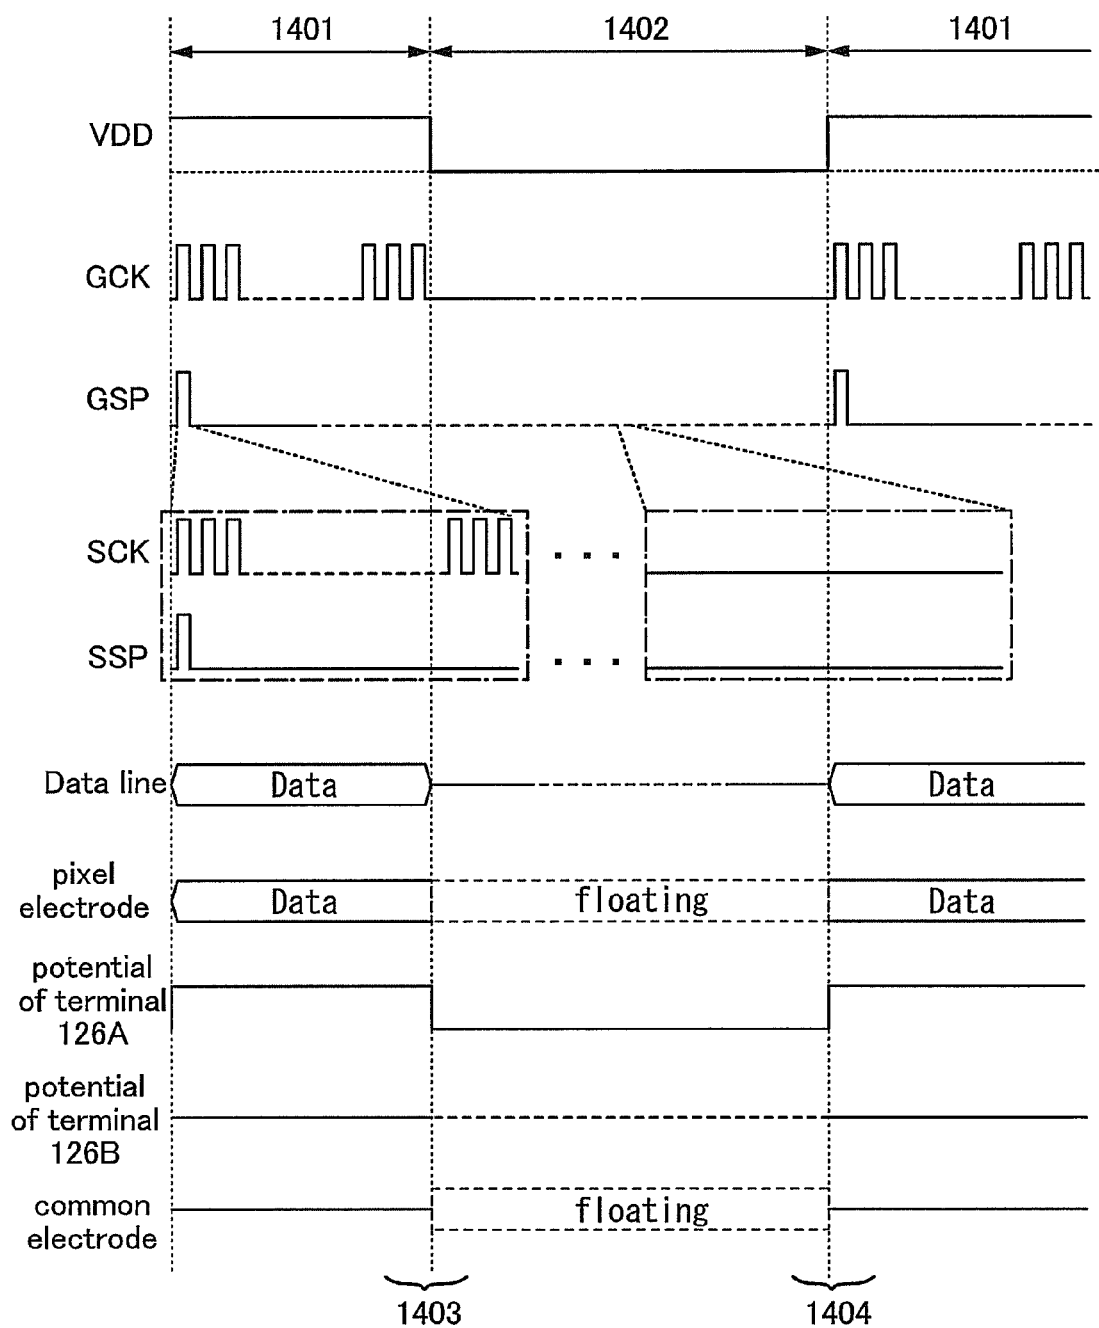 1401 1402 1401
VDD
GCK
GSP
SCK
SSP
Data line Data Data
pixel
electrode Data floating Data
potential
of terminal
126A
potential
of terminal
126B
common
electrode floating
1403 1404